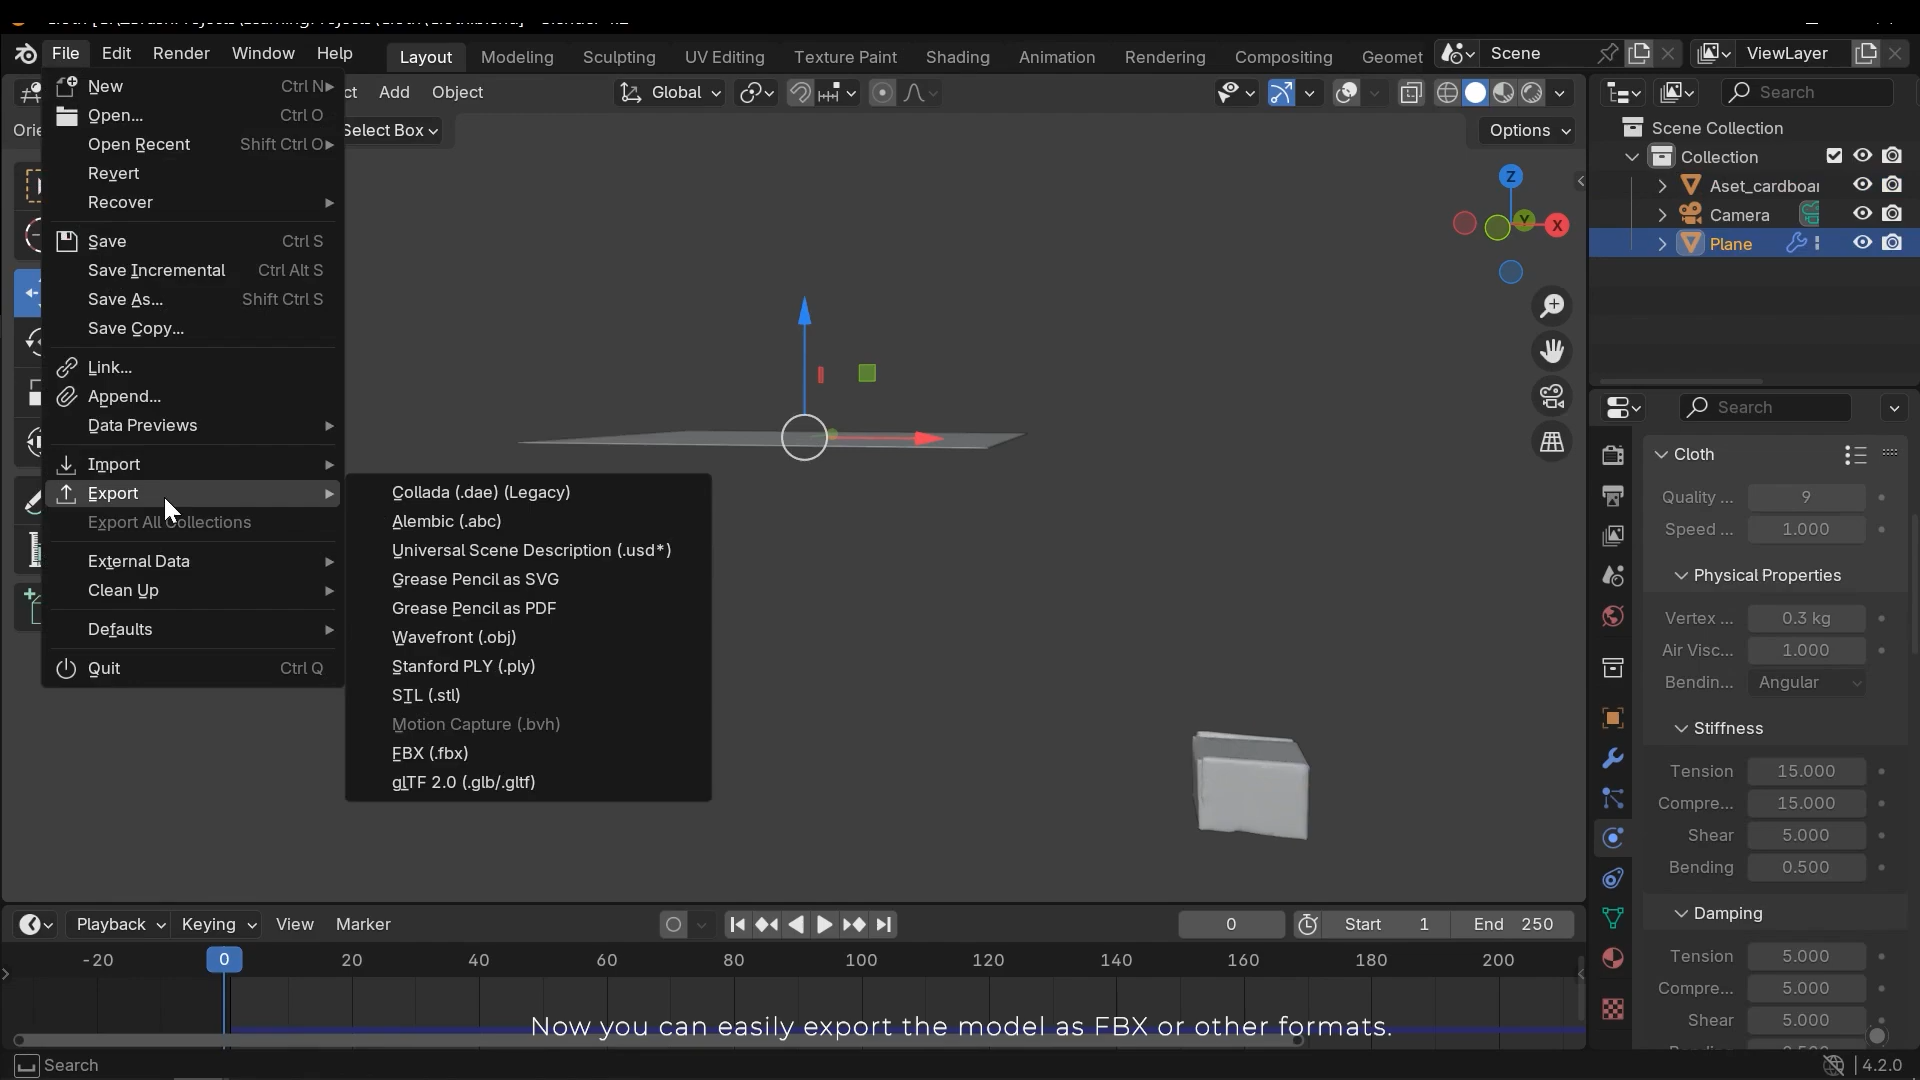 File Edit Render Window Help Layout Modeling Sculpting UV Editing Texture Paint Shading Animation Rendering Compositing Geomet Scene ViewLayer
New Ctrl N
Open... Ctrl O
Open Recent Shift Ctrl O
Revert
Recover
Save Ctrl S
Save Incremental Ctrl Alt S
Save As... Shift Ctrl S
Save Copy...
Link...
Append...
Data Previews
Import
Export
Export All Collections
External Data
Clean Up
Defaults
Quit Ctrl Q
Collada (.dae) (Legacy)
Alembic (.abc)
Universal Scene Description (.usd*)
Grease Pencil as SVG
Grease Pencil as PDF
Wavefront (.obj)
Stanford PLY (.ply)
STL (.stl)
Motion Capture (.bvh)
FBX (.fbx)
glTF 2.0 (.glb/.gltf)
ct Add Object Global
Orie Select Box Options
Z
Y
X
Search
Scene Collection
Collection
Aset_cardboar
Camera
Plane
Search
Cloth
Quality ... 9
Speed ... 1.000
Physical Properties
Vertex ... 0.3 kg
Air Visc... 1.000
Bendin... Angular
Stiffness
Tension 15.000
Compre... 15.000
Shear 5.000
Bending 0.500
Damping
Tension 5.000
Compre... 5.000
Shear 5.000
Playback Keying View Marker 0 Start 1 End 250
-20 0 20 40 60 80 100 120 140 160 180 200
Now you can easily export the model as FBX or other formats.
Search 4.2.0